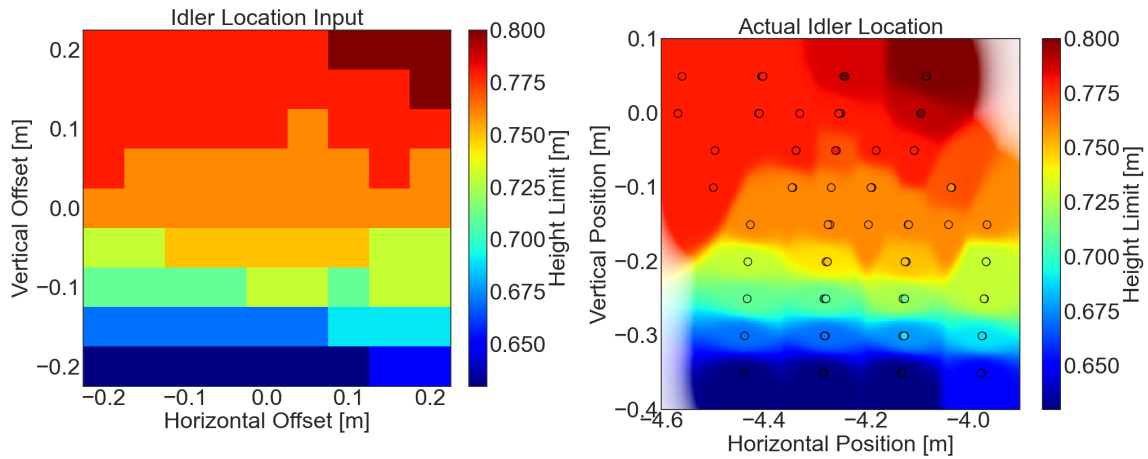 Idler Location Input
0.2
0.1
0.0
−0.1
−0.2
Vertical Offset [m]
−0.2 −0.1 0.0 0.1 0.2
Horizontal Offset [m]
0.800
0.775
0.750
0.725
0.700
0.675
0.650
Height Limit [m]
Actual Idler Location
0.1
0.0
−0.1
−0.2
−0.3
−0.4
Vertical Position [m]
−4.6 −4.4 −4.2 −4.0
Horizontal Position [m]
0.800
0.775
0.750
0.725
0.700
0.675
0.650
Height Limit [m]